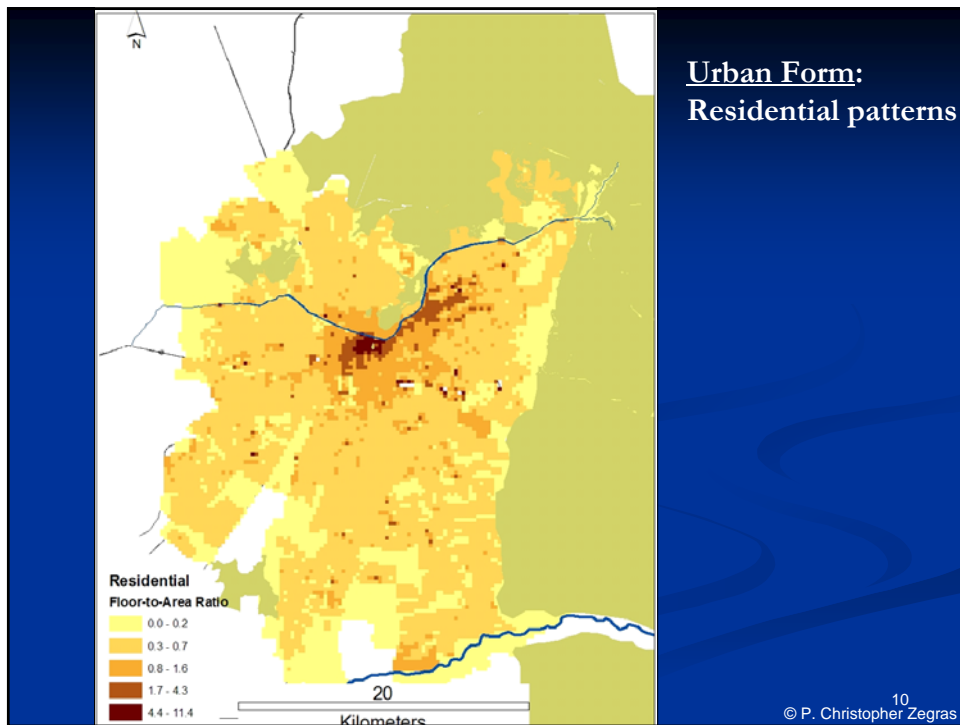 N
Urban Form:
Residential patterns
Residential
Floor-to-Area Ratio
0.0 - 0.2
0.3 - 0.7
0.8 - 1.6
1.7 - 4.3
4.4 - 11.4
20
Kilometers
10
© P. Christopher Zegras